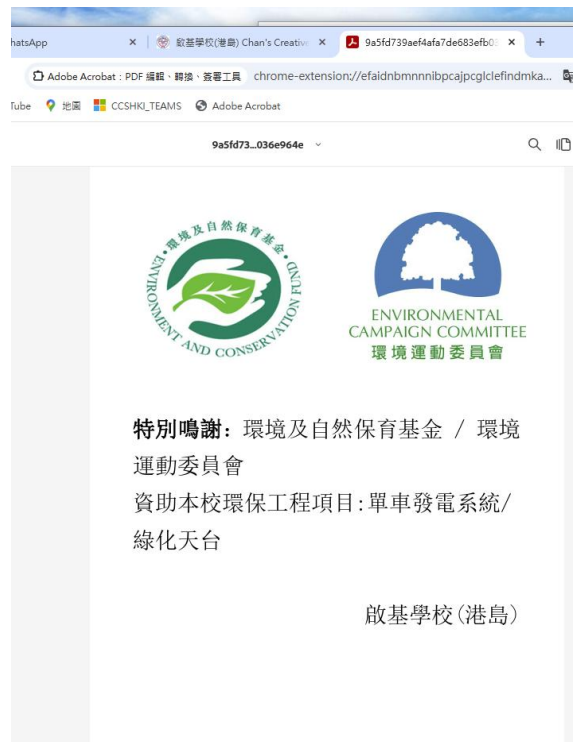 hatsApp
啟基學校(港島) Chan's Creative
9a5fd739aef4afa7de683efb03
Adobe Acrobat : PDF 編輯、轉換、簽署工具
chrome-extension://efaidnbmnnnibpcajpcglclefindmka...
Tube
地圖
CCSHKI_TEAMS
Adobe Acrobat
9a5fd73...036e964e
環境及自然保育基金
ENVIRONMENT AND CONSERVATION FUND
ENVIRONMENTAL
CAMPAIGN COMMITTEE
環境運動委員會
特別鳴謝: 環境及自然保育基金 / 環境
運動委員會
資助本校環保工程項目:單車發電系統/
綠化天台
啟基學校(港島)